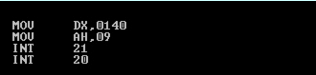 MOV DX,0140
MOV AH,09
INT 21
INT 20